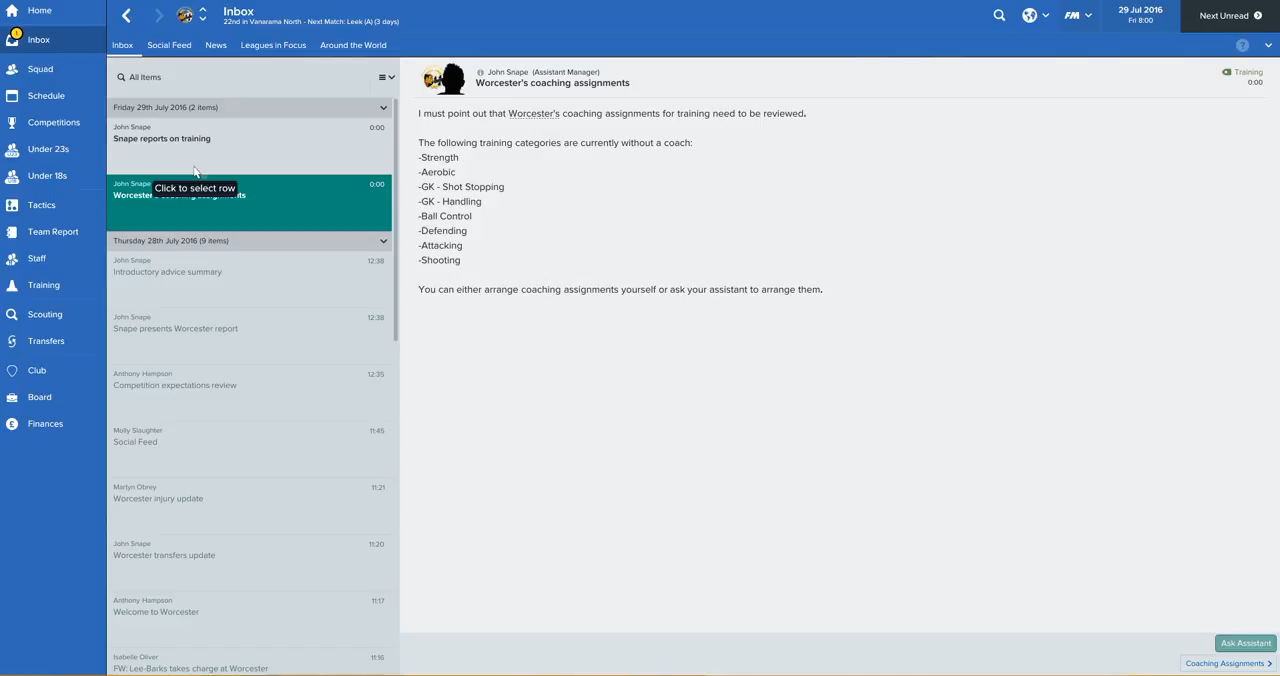 Home
Inbox
Squad
Schedule
Competitions
Under 23s
Under 18s
Tactics
Team Report
Staff
Training
Scouting
Transfers
Club
Board
Finances
Inbox
22nd in Vanarama North - Next Match: Leek (A) (3 days)
FM
29 Jul 2016
Fri 8:00
Next Unread
Inbox
Social Feed
News
Leagues in Focus
Around the World
?
All Items
Friday 29th July 2016 (2 items)
John Snape 0:00
Snape reports on training
John Snape 0:00
Click to select row
Thursday 28th July 2016 (9 items)
John Snape 12:38
Introductory advice summary
John Snape 12:38
Snape presents Worcester report
Anthony Hampson 12:35
Competition expectations review
Molly Slaughter 11:45
Social Feed
Martyn Obrey 11:21
Worcester injury update
John Snape 11:20
Worcester transfers update
Anthony Hampson 11:17
Welcome to Worcester
Isabelle Oliver 11:16
FW: Lee-Barks takes charge at Worcester
John Snape (Assistant Manager)
Worcester's coaching assignments
Training
0:00
I must point out that Worcester's coaching assignments for training need to be reviewed.
The following training categories are currently without a coach:
-Strength
-Aerobic
-GK - Shot Stopping
-GK - Handling
-Ball Control
-Defending
-Attacking
-Shooting
You can either arrange coaching assignments yourself or ask your assistant to arrange them.
Ask Assistant
Coaching Assignments